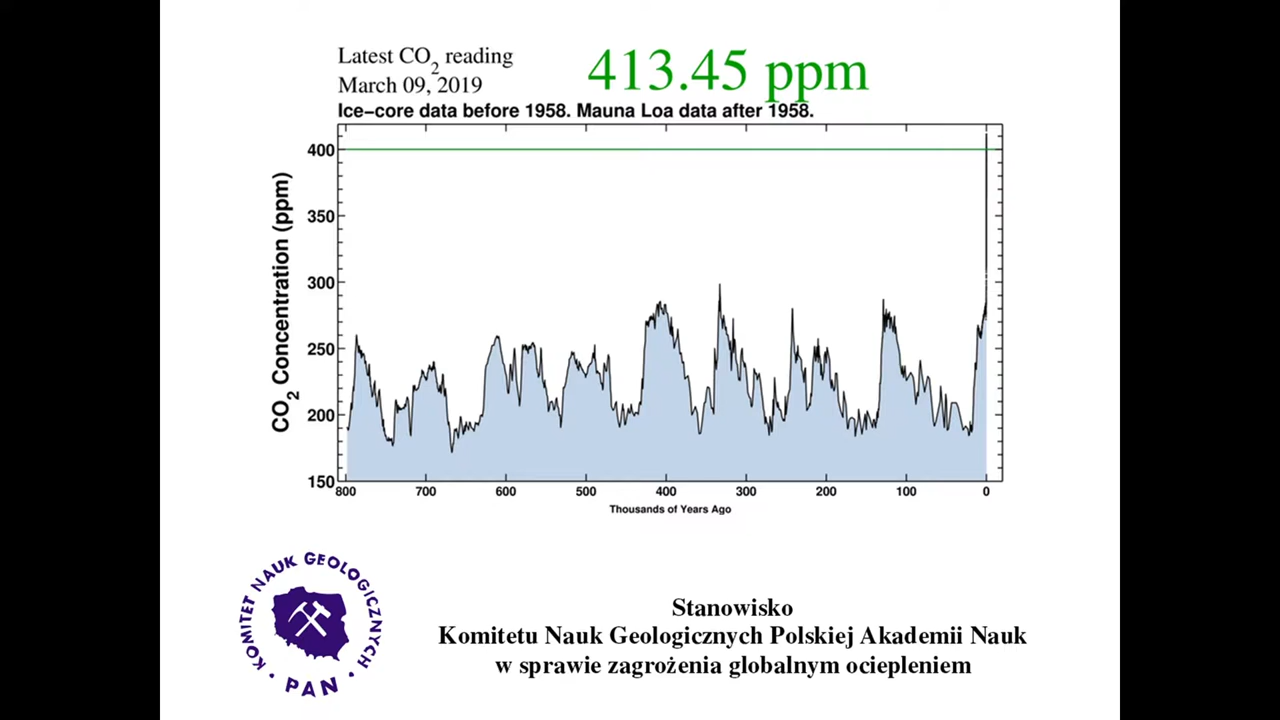 Latest CO2 reading
March 09, 2019
413.45 ppm
Ice-core data before 1958. Mauna Loa data after 1958.
CO2 Concentration (ppm)
400
350
300
250
200
150
800 700 600 500 400 300 200 100 0
Thousands of Years Ago
KOMITET NAUK GEOLOGICZNYCH
• PAN •
Stanowisko
Komitetu Nauk Geologicznych Polskiej Akademii Nauk
w sprawie zagrożenia globalnym ociepleniem